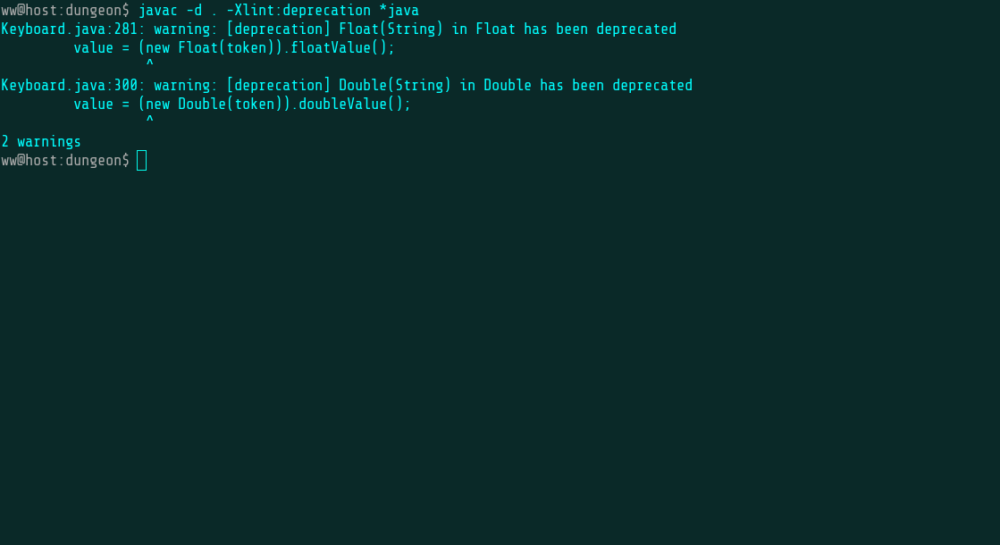 ww@host:dungeon$ javac -d . -Xlint:deprecation *java
Keyboard.java:281: warning: [deprecation] Float(String) in Float has been deprecated
         value = (new Float(token)).floatValue();
                  ^
Keyboard.java:300: warning: [deprecation] Double(String) in Double has been deprecated
         value = (new Double(token)).doubleValue();
                  ^
2 warnings
ww@host:dungeon$